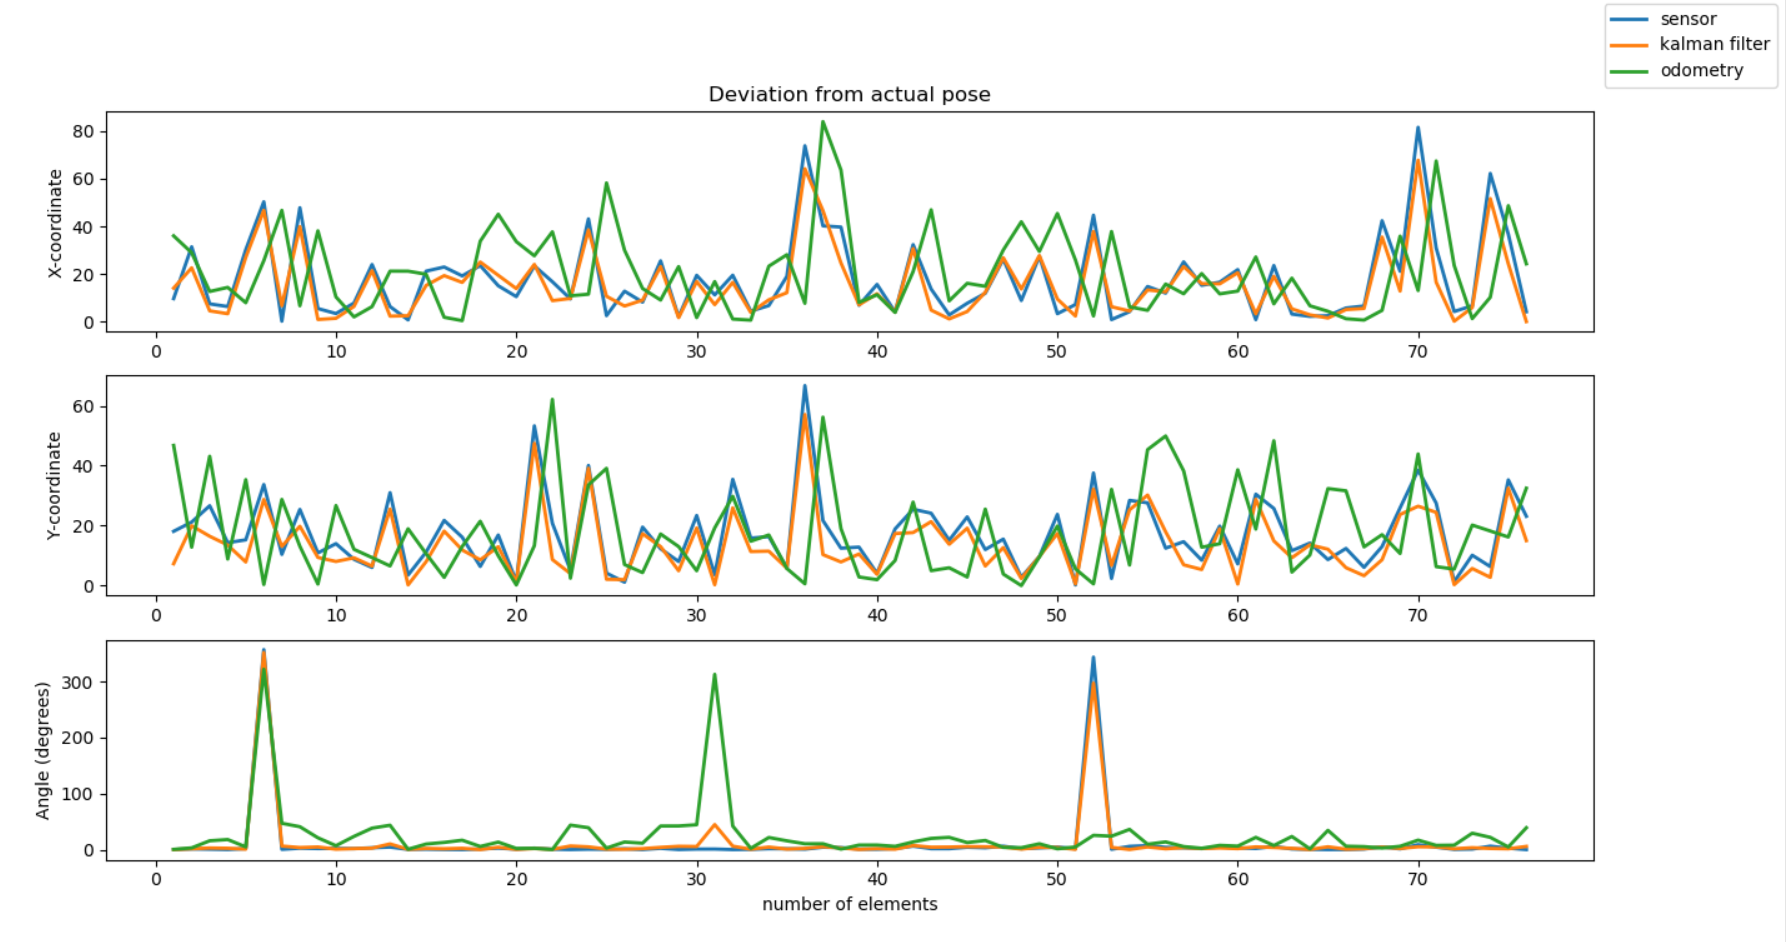 sensor
kalman filter
odometry
Deviation from actual pose
X-coordinate
80
60
40
20
0
0 10 20 30 40 50 60 70
Y-coordinate
60
40
20
0
0 10 20 30 40 50 60 70
Angle (degrees)
300
200
100
0
0 10 20 30 40 50 60 70
number of elements